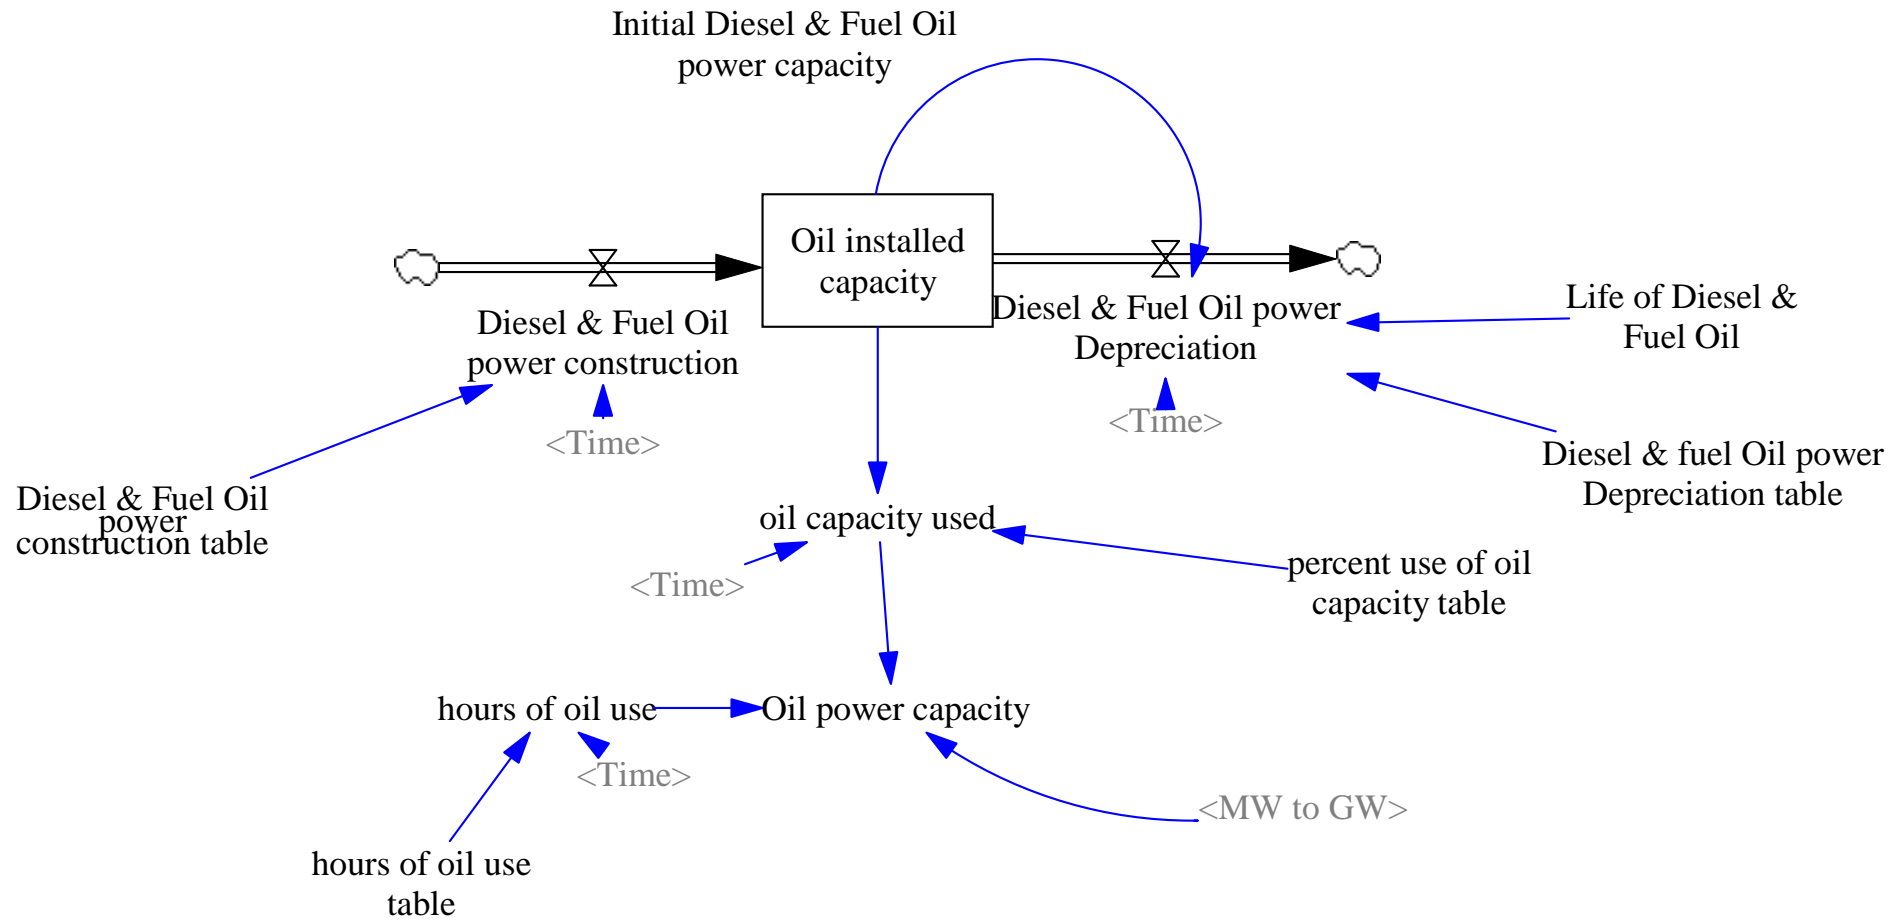 Initial Diesel & Fuel Oil
power capacity
Oil installed
capacity
Diesel & Fuel Oil
power construction
<Time>
Diesel & Fuel Oil power
Depreciation
<Time>
Life of Diesel &
Fuel Oil
Diesel & fuel Oil power
Depreciation table
Diesel & Fuel Oil
power
construction table
oil capacity used
<Time>
percent use of oil
capacity table
hours of oil use
Oil power capacity
<Time>
<MW to GW>
hours of oil use
table